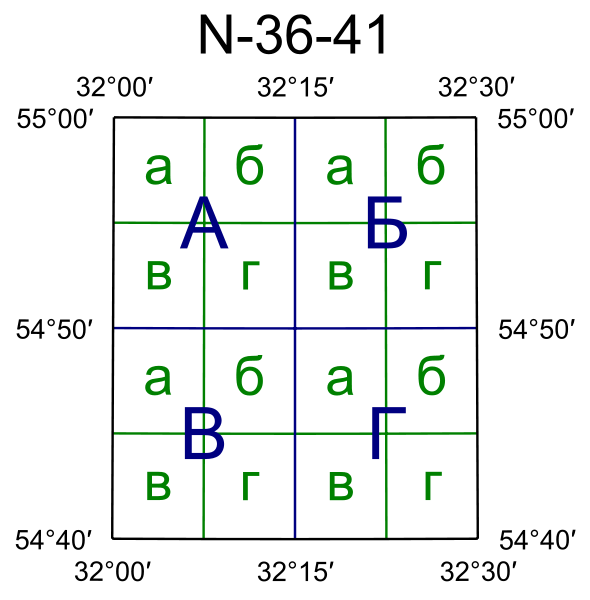 N-36-41
32°00′ 32°15′ 32°30′
55°00′ 55°00′
а б а б
А Б
в г в г
54°50′ 54°50′
а б а б
В Г
в г в г
54°40′ 54°40′
32°00′ 32°15′ 32°30′